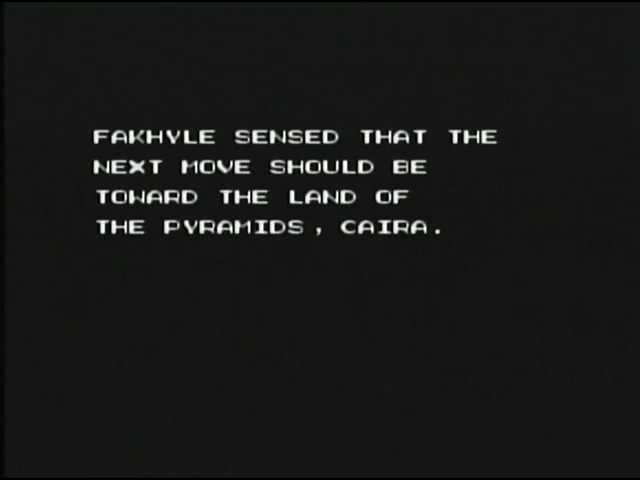 FAKHYLE SENSED THAT THE
NEXT MOVE SHOULD BE
TOWARD THE LAND OF
THE PYRAMIDS, CAIRA.